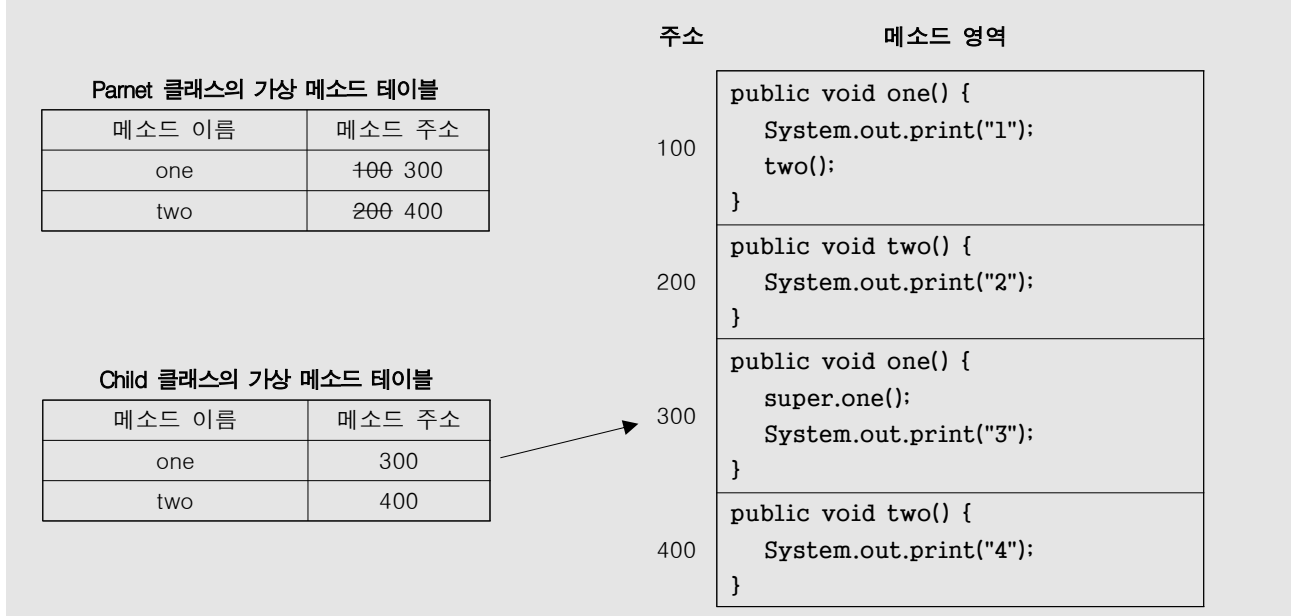 주소 메소드 영역
Parnet 클래스의 가상 메소드 테이블
메소드 이름 메소드 주소
one 100 300
two 200 400
Child 클래스의 가상 메소드 테이블
메소드 이름 메소드 주소
one 300
two 400
100
public void one() {
System.out.print("1");
two();
}
200
public void two() {
System.out.print("2");
}
300
public void one() {
super.one();
System.out.print("3");
}
400
public void two() {
System.out.print("4");
}